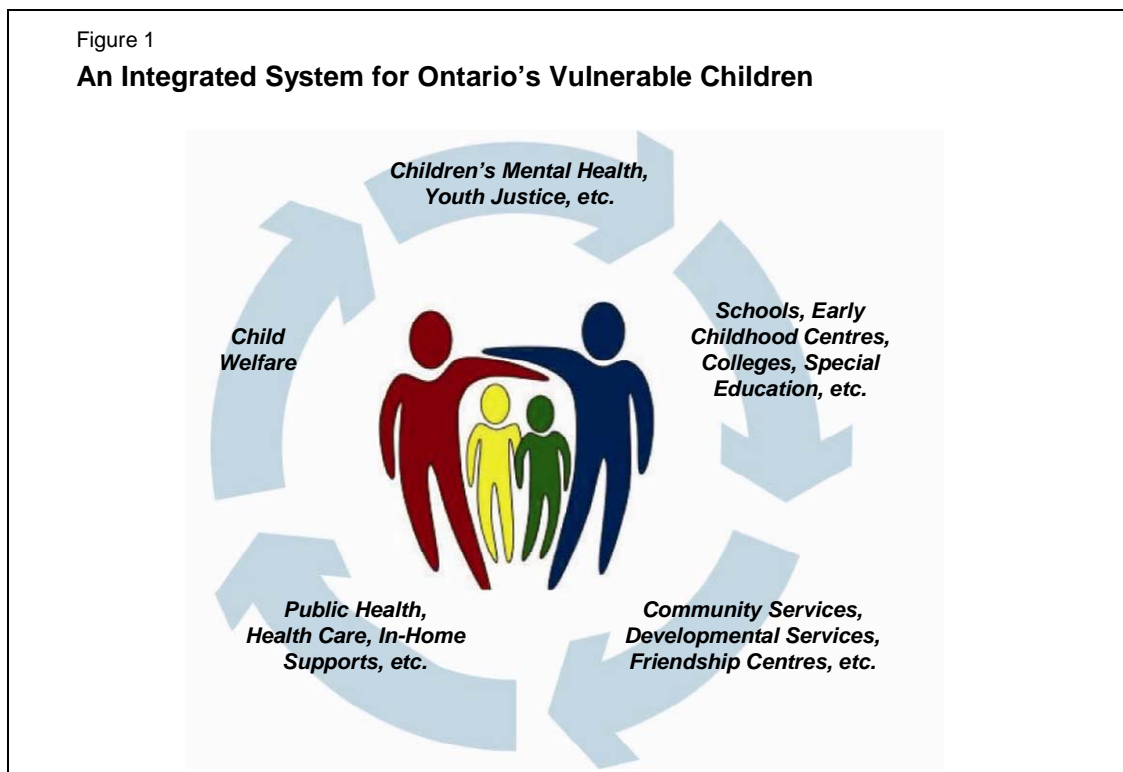 Figure 1
An Integrated System for Ontario's Vulnerable Children
Children's Mental Health,
Youth Justice, etc.
Schools, Early
Childhood Centres,
Colleges, Special
Education, etc.
Child
Welfare
Public Health,
Health Care, In-Home
Supports, etc.
Community Services,
Developmental Services,
Friendship Centres, etc.